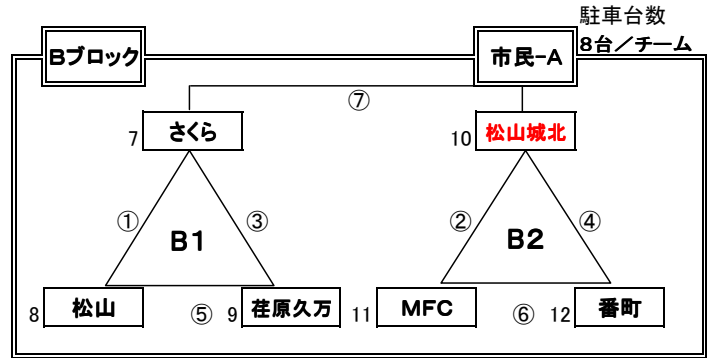 駐車台数
Bブロック
市民-A
8台/チーム
⑦
7 さくら
10 松山城北
① ③
② ④
B1
B2
8 松山
⑤
9 荏原久万
11 MFC
⑥
12 番町